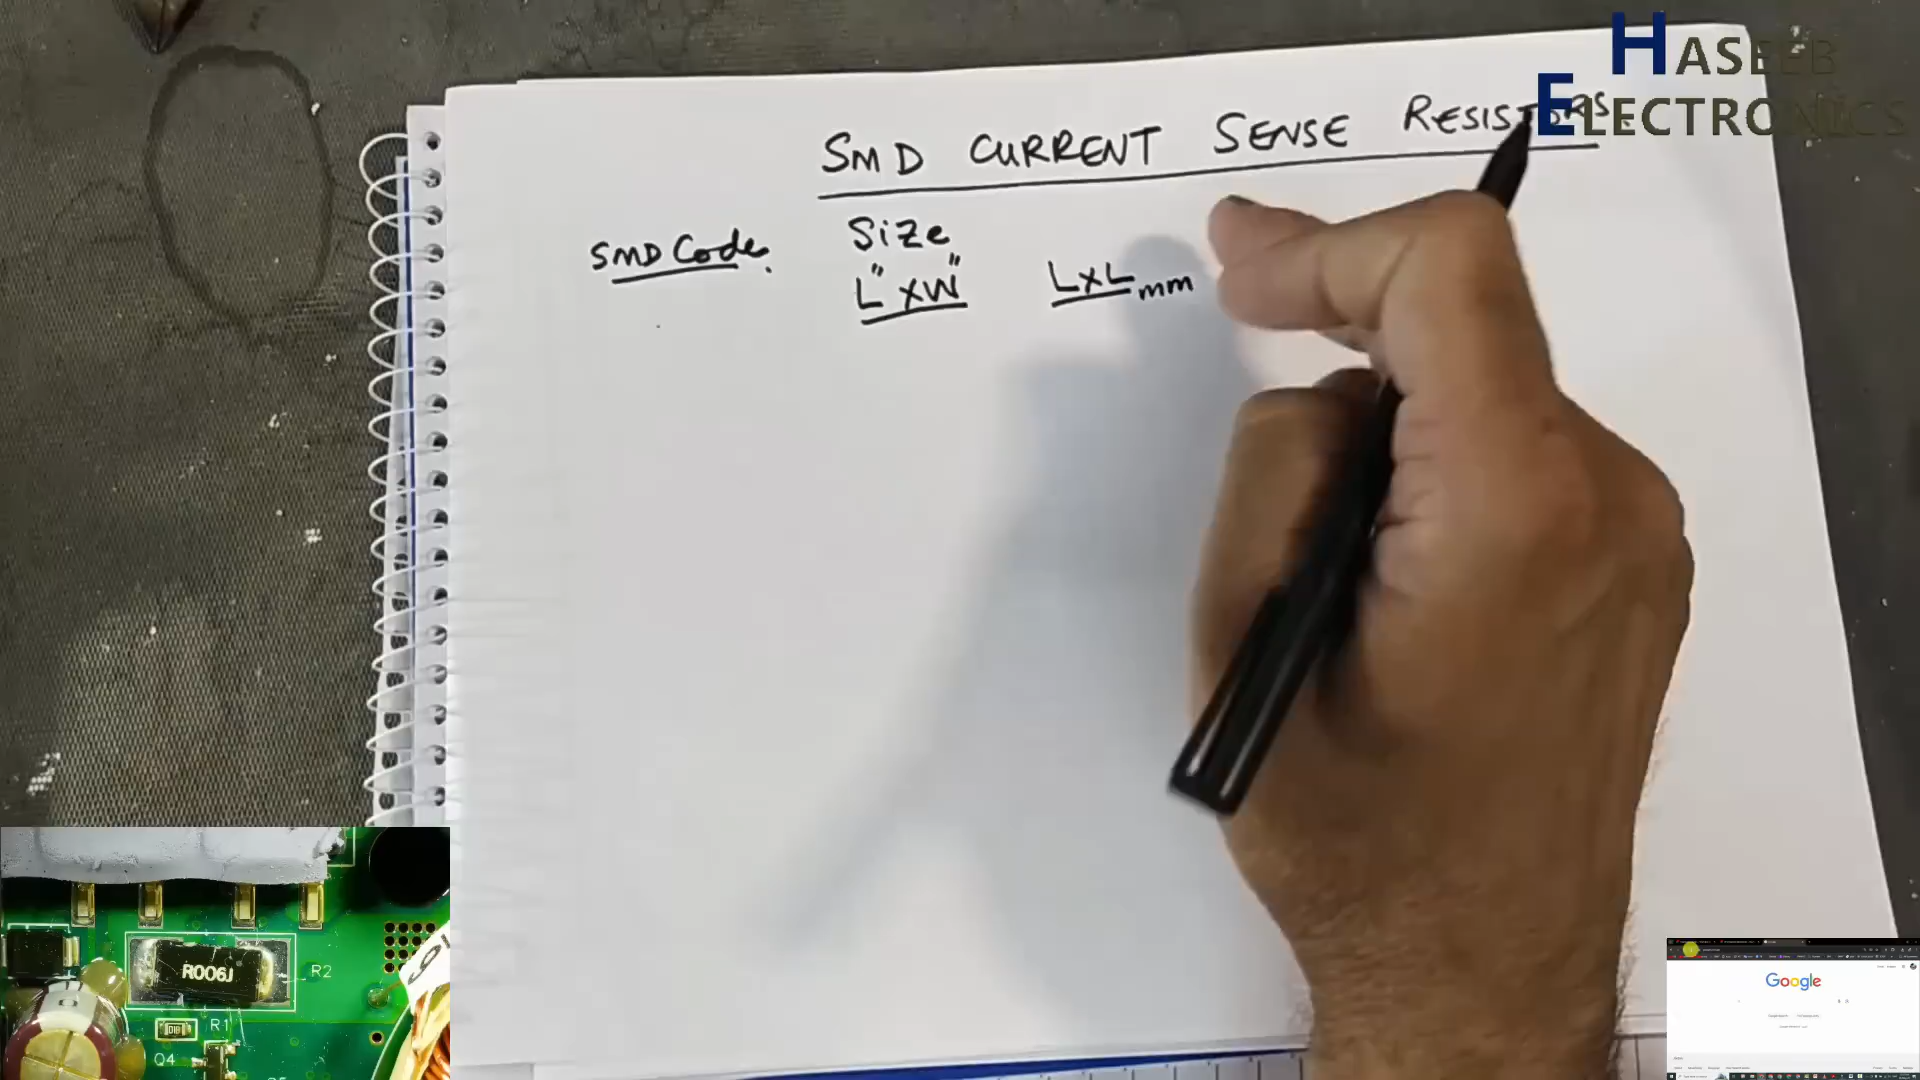 HASEEB
ELECTRONICS
SMD CURRENT SENSE RESISTORS.
SMD Code.
Size
L" X W"
L X L mm
R006J
R2
R1
Q4
Google